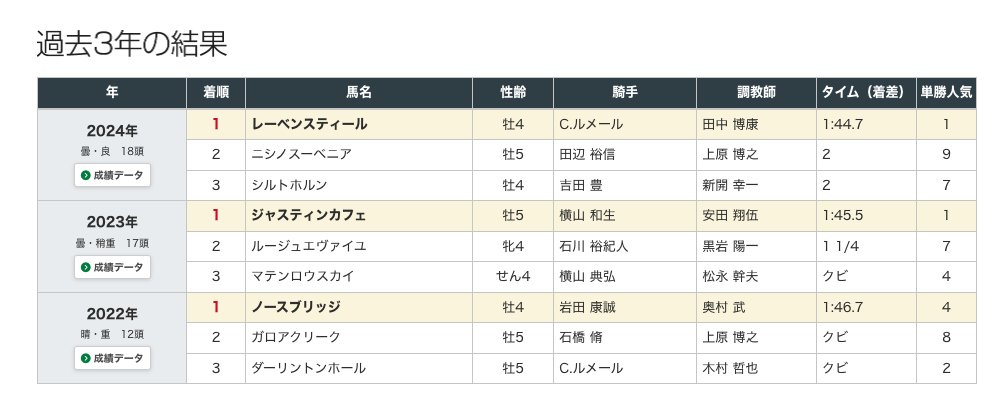 過去3年の結果
年 着順 馬名 性齢 騎手 調教師 タイム（着差） 単勝人気
2024年
曇・良 18頭
成績データ
1 レーベンスティール 牡4 C.ルメール 田中 博康 1:44.7 1
2 ニシノスーベニア 牡5 田辺 裕信 上原 博之 2 9
3 シルトホルン 牡4 吉田 豊 新開 幸一 2 7
2023年
曇・稍重 17頭
成績データ
1 ジャスティンカフェ 牡5 横山 和生 安田 翔伍 1:45.5 1
2 ルージュエヴァイユ 牝4 石川 裕紀人 黒岩 陽一 1 1/4 7
3 マテンロウスカイ せん4 横山 典弘 松永 幹夫 クビ 4
2022年
晴・重 12頭
成績データ
1 ノースブリッジ 牡4 岩田 康誠 奥村 武 1:46.7 4
2 ガロアクリーク 牡5 石橋 脩 上原 博之 クビ 8
3 ダーリントンホール 牡5 C.ルメール 木村 哲也 クビ 2